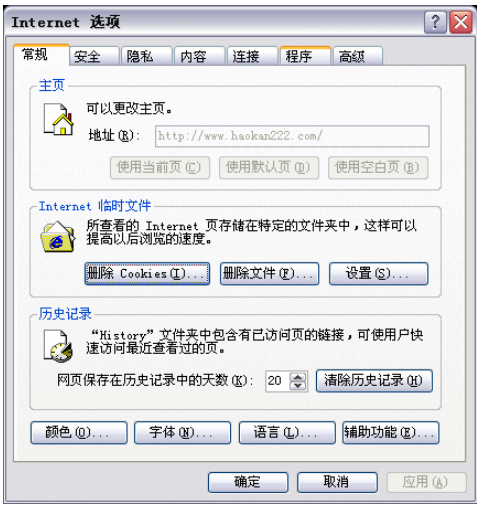 Internet 选项
常规 安全 隐私 内容 连接 程序 高级
主页
可以更改主页。
地址(R): http://www.haokan222.com/
使用当前页(C) 使用默认页(D) 使用空白页(B)
Internet 临时文件
所查看的 Internet 页存储在特定的文件夹中，这样可以
提高以后浏览的速度。
删除 Cookies(I)... 删除文件(F)... 设置(S)...
历史记录
“History”文件夹中包含有已访问页的链接，可使用户快
速访问最近查看过的页。
网页保存在历史记录中的天数(K): 20 清除历史记录(H)
颜色(O)... 字体(N)... 语言(L)... 辅助功能(E)...
确定 取消 应用(A)